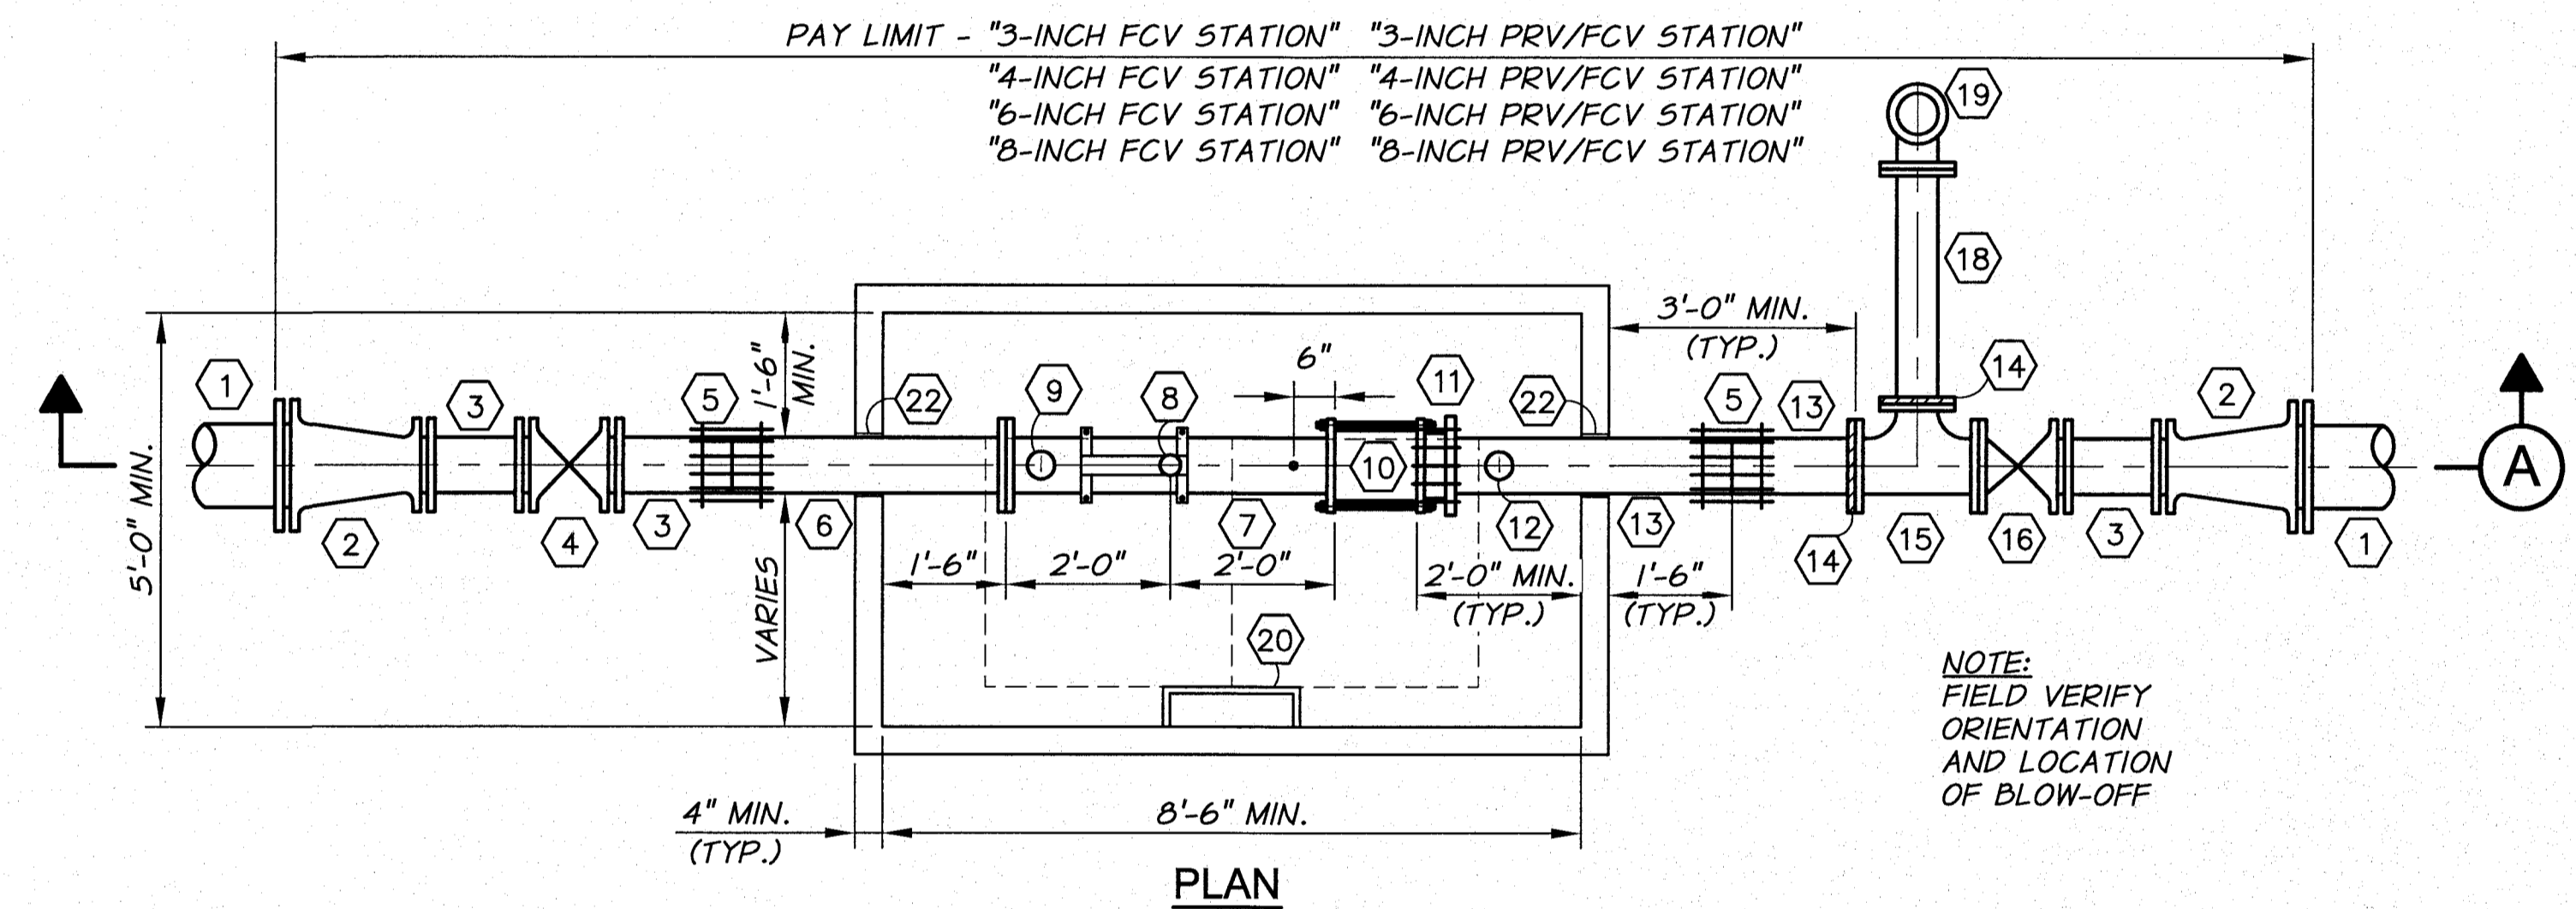 PAY LIMIT - "3-INCH FCV STATION" "3-INCH PRV/FCV STATION"
"4-INCH FCV STATION" "4-INCH PRV/FCV STATION"
"6-INCH FCV STATION" "6-INCH PRV/FCV STATION"
"8-INCH FCV STATION" "8-INCH PRV/FCV STATION"
19
18
3'-0" MIN.
(TYP.)
1'-6"
MIN.
6"
1
3
5
22
9
8
11
22
5
13
14
2
10
A
5'-0" MIN.
2
4
3
6
7
12
13
14
15
16
3
1
VARIES
1'-6"
2'-0"
2'-0"
2'-0" MIN.
(TYP.)
1'-6"
(TYP.)
20
NOTE:
FIELD VERIFY
ORIENTATION
AND LOCATION
OF BLOW-OFF
4" MIN.
(TYP.)
8'-6" MIN.
PLAN